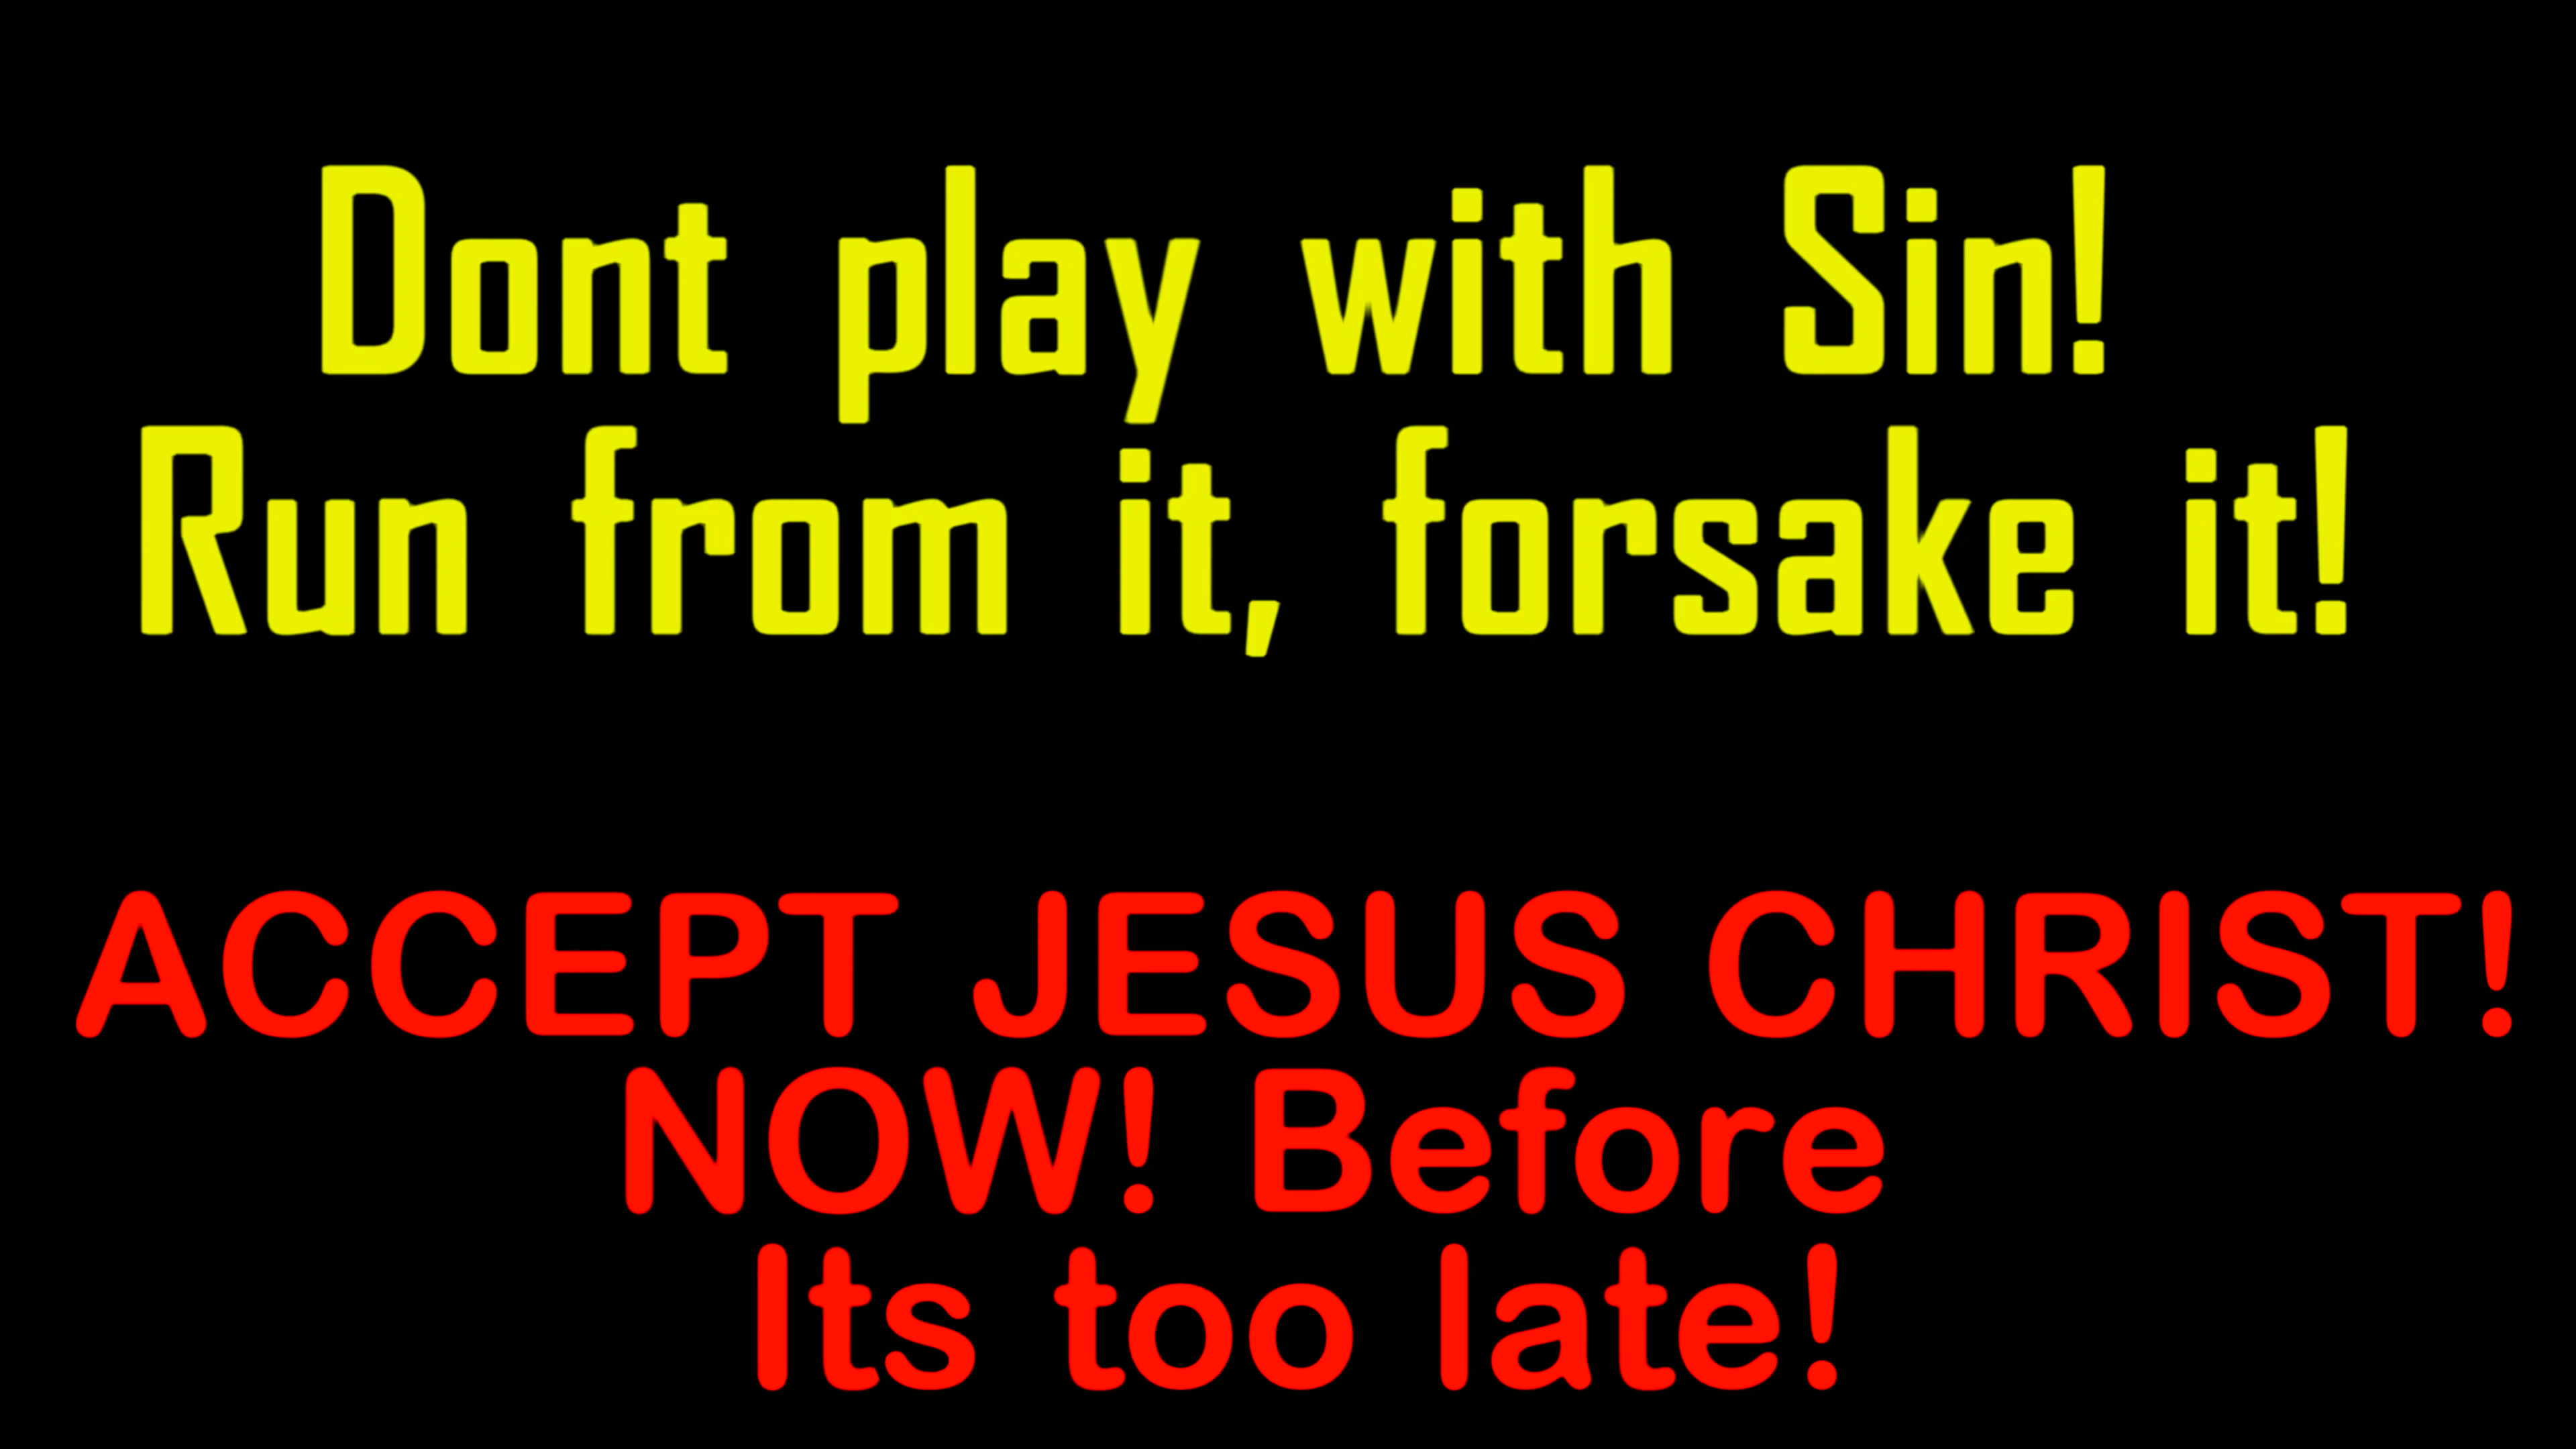 Dont play with Sin!
Run from it, forsake it!
ACCEPT JESUS CHRIST!
NOW! Before
Its too late!